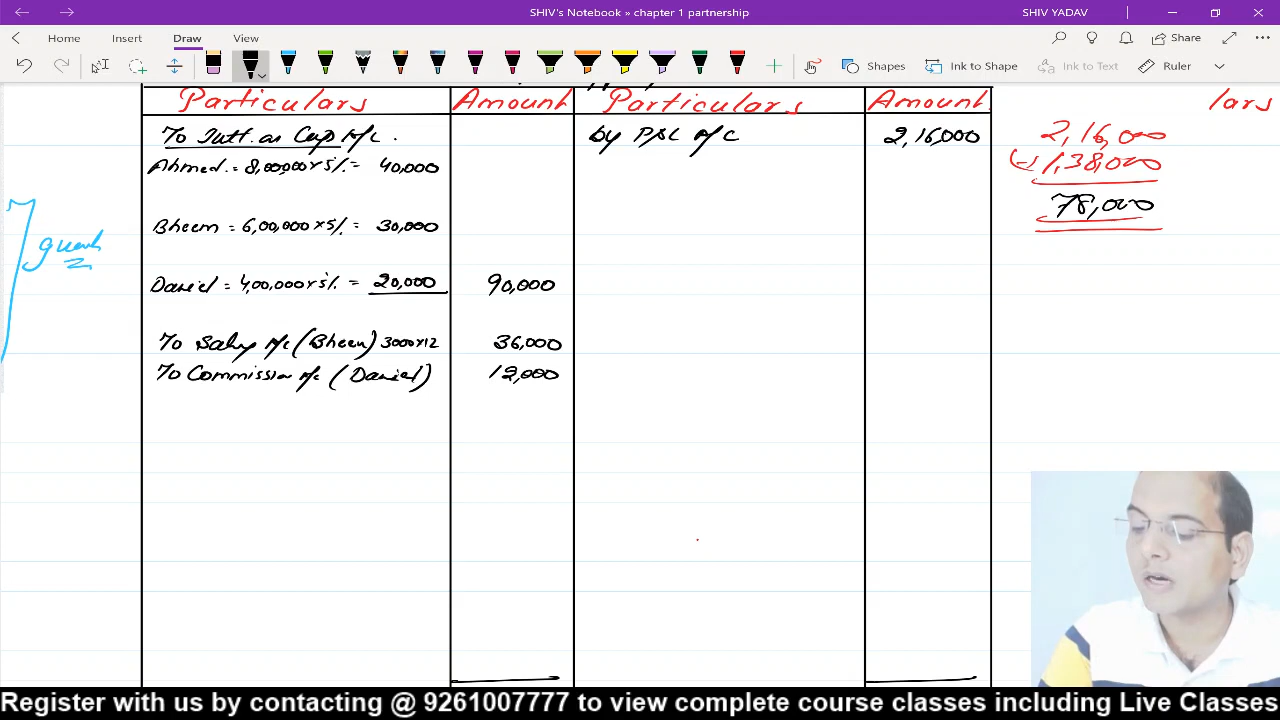 SHIV's Notebook » chapter 1 partnership
SHIV YADAV
Home Insert Draw View
Share
Shapes Ink to Shape Ink to Text Ruler
Particulars Amount Particulars Amount
lars
To Intt. on Cap A/c. by P&L A/c 2,16,000
Ahmed = 8,00,000 x 5% = 40,000
Bheem = 6,00,000 x 5% = 30,000
Daniel = 4,00,000 x 5% = 20,000 90,000
To Salary A/c (Bheem) 3000x12 36,000
To Commission A/c (Daniel) 12,000
2,16,000
(-) 1,38,000
78,000
Register with us by contacting @ 9261007777 to view complete course classes including Live Classes